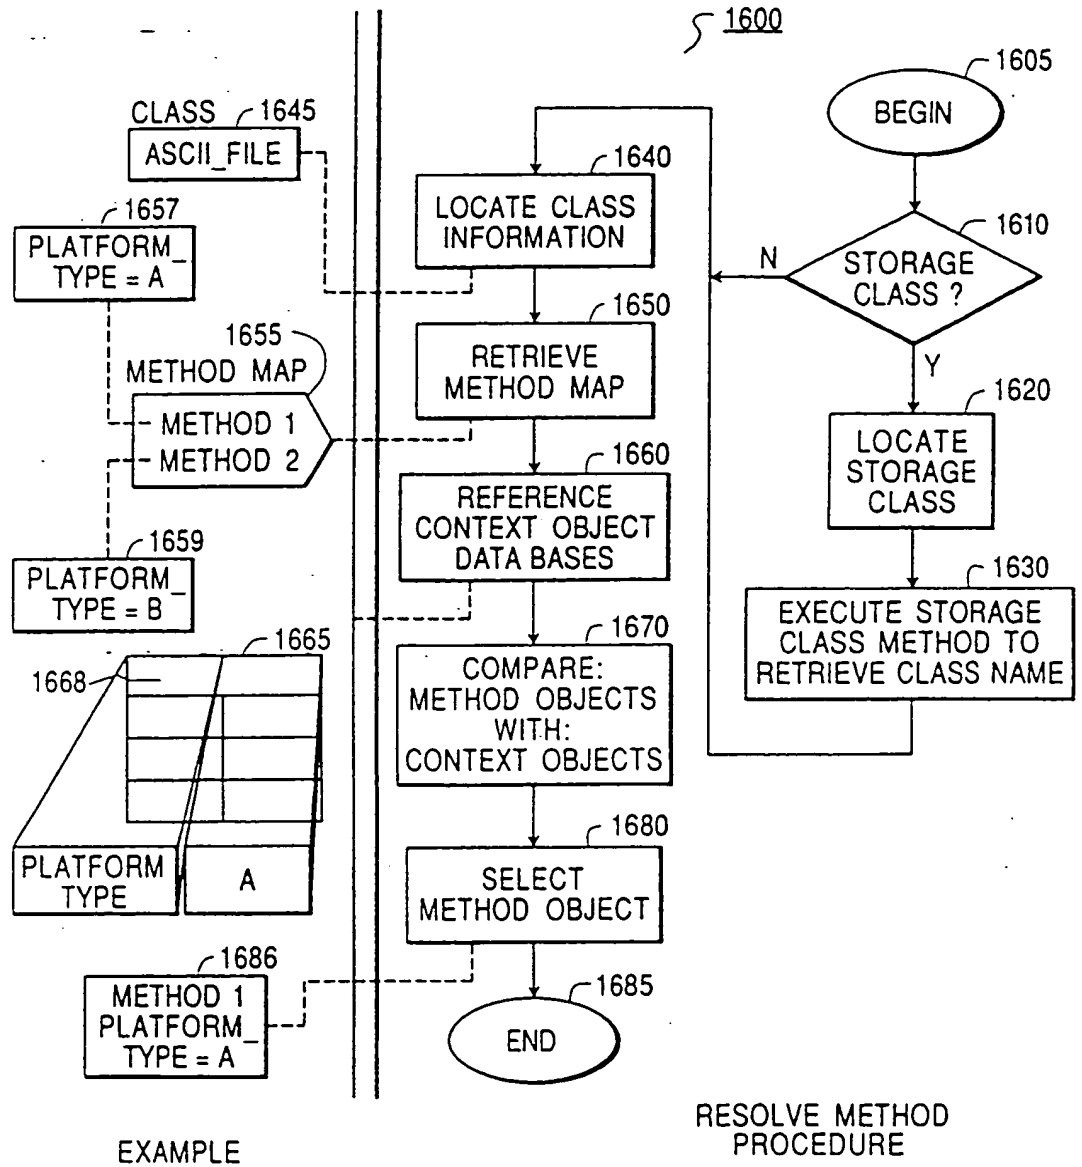 1600
1605
BEGIN
CLASS
1645
ASCII_FILE
1640
LOCATE CLASS
INFORMATION
1657
PLATFORM_
TYPE = A
1610
STORAGE
CLASS ?
N
Y
1650
RETRIEVE
METHOD MAP
1655
METHOD MAP
METHOD 1
METHOD 2
1620
LOCATE
STORAGE
CLASS
1660
REFERENCE
CONTEXT OBJECT
DATA BASES
1659
PLATFORM_
TYPE = B
1630
EXECUTE STORAGE
CLASS METHOD TO
RETRIEVE CLASS NAME
1665
1668
1670
COMPARE:
METHOD OBJECTS
WITH:
CONTEXT OBJECTS
PLATFORM
TYPE
A
1680
SELECT
METHOD OBJECT
1686
METHOD 1
PLATFORM_
TYPE = A
1685
END
EXAMPLE
RESOLVE METHOD
PROCEDURE